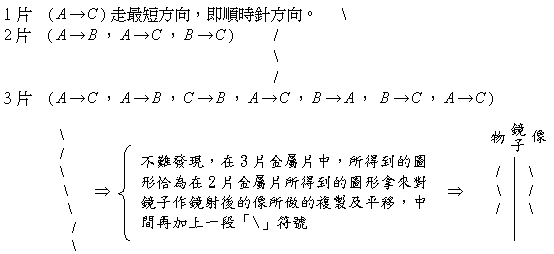 1片 (A→C)走最短方向,即順時針方向。 \
2片 (A→B,A→C,B→C) /
\
/
3片 (A→C,A→B,C→B,A→C,B→A,B→C,A→C)
\
/
\
\
\
/
\
⇒
不難發現,在3片金屬片中,所得到的圖
形恰為在2片金屬片所得到的圖形拿來對
鏡子作鏡射後的像所做的複製及平移,中
間再加上一段「\」符號
⇒
物 鏡子 像
/ \
\ /
/ \